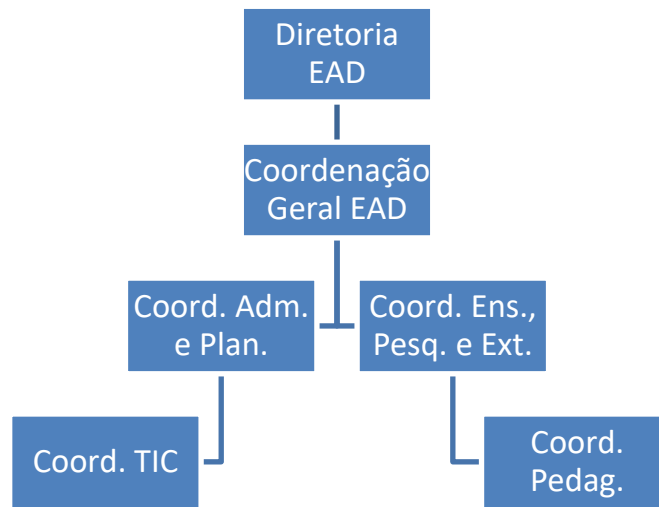 Diretoria
EAD
Coordenação
Geral EAD
Coord. Adm.
e Plan.
Coord. Ens.,
Pesq. e Ext.
Coord. TIC
Coord.
Pedag.